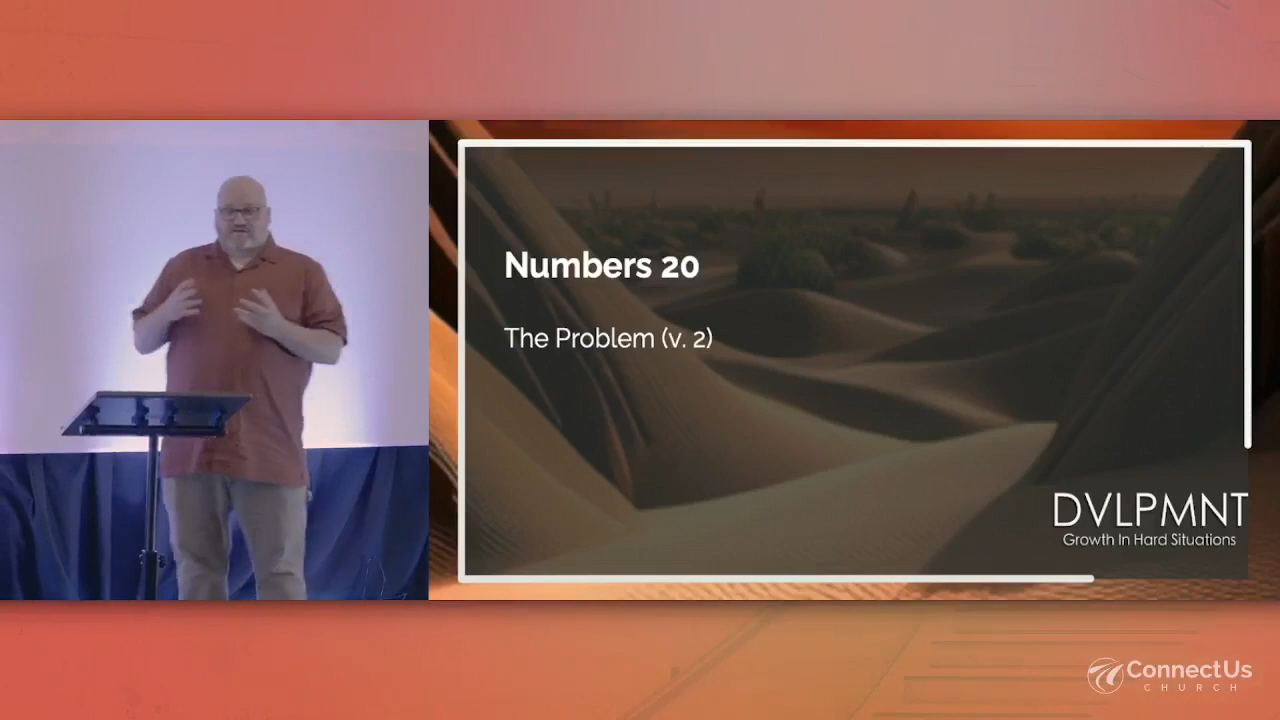 Numbers 20
The Problem (v. 2)
DVLPMNT
Growth In Hard Situations
ConnectUs
CHURCH